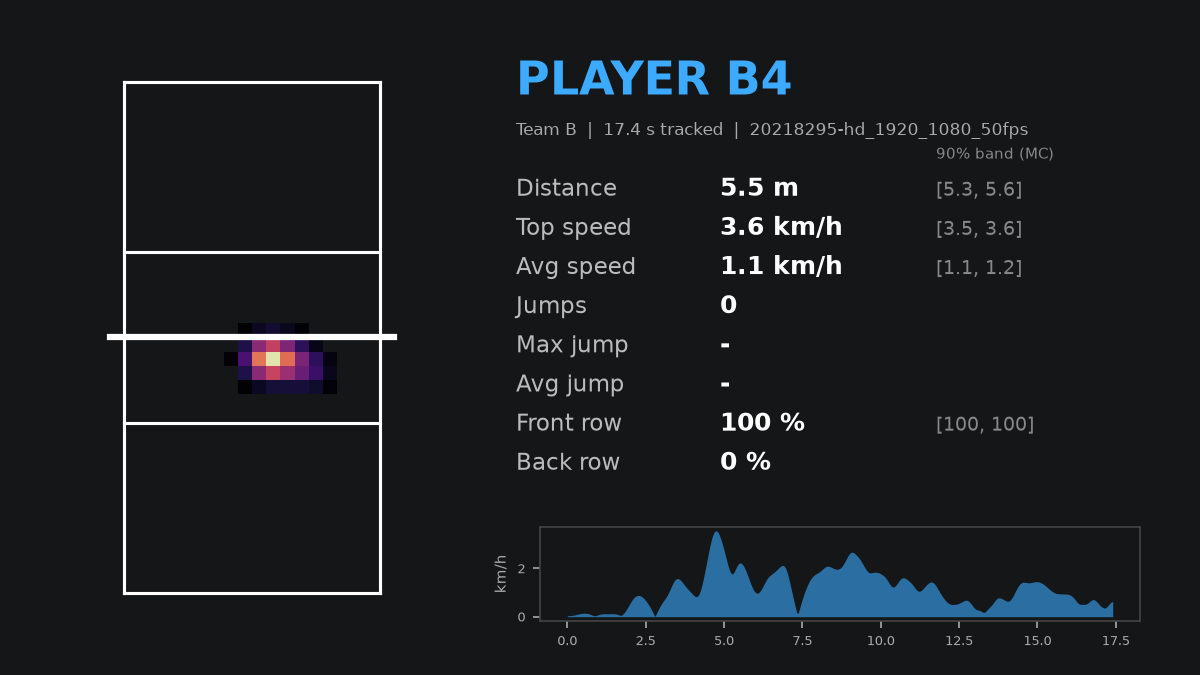 PLAYER B4
Team B | 17.4 s tracked | 20218295-hd_1920_1080_50fps
90% band (MC)
Distance 5.5 m [5.3, 5.6]
Top speed 3.6 km/h [3.5, 3.6]
Avg speed 1.1 km/h [1.1, 1.2]
Jumps 0
Max jump -
Avg jump -
Front row 100 % [100, 100]
Back row 0 %
km/h
2
0
0.0 2.5 5.0 7.5 10.0 12.5 15.0 17.5